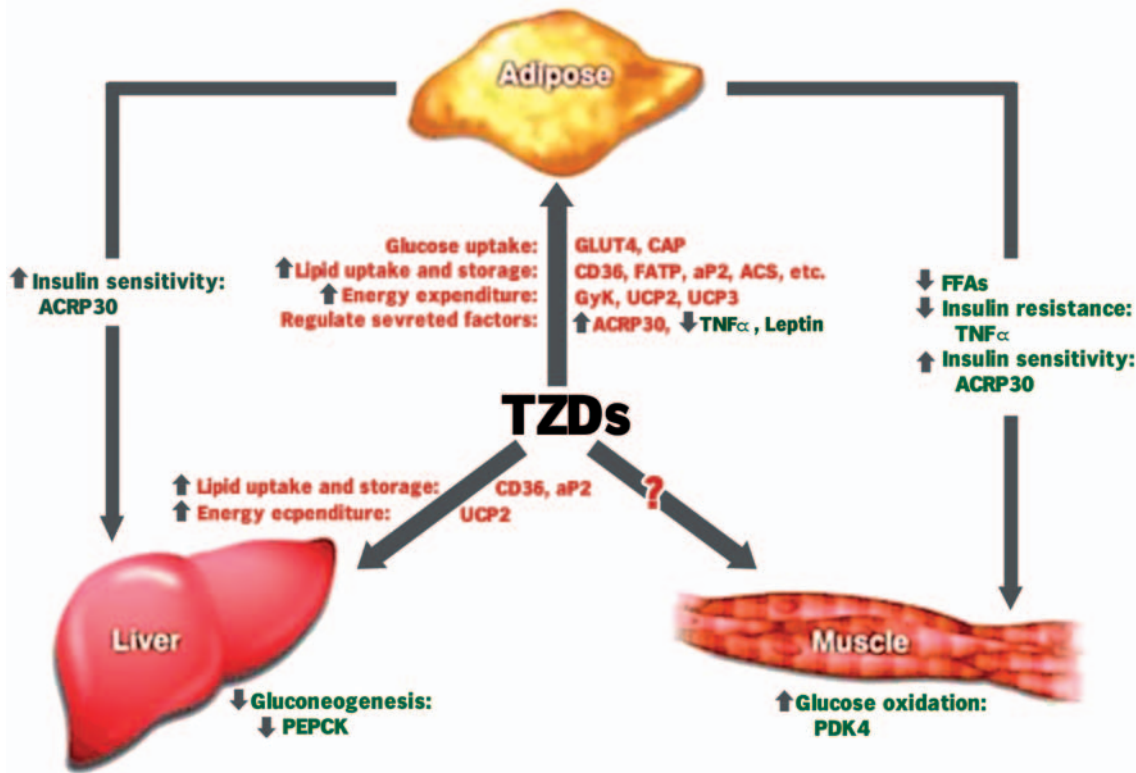 Adipose
Glucose uptake: GLUT4, CAP
Lipid uptake and storage: CD36, FATP, aP2, ACS, etc.
Energy expenditure: GyK, UCP2, UCP3
Regulate sevreted factors: ACRP30, TNFα, Leptin
Insulin sensitivity:
ACRP30
FFAs
Insulin resistance:
TNFα
Insulin sensitivity:
ACRP30
TZDs
Lipid uptake and storage: CD36, aP2
Energy ecpenditure: UCP2
?
Liver
Muscle
Gluconeogenesis:
PEPCK
Glucose oxidation:
PDK4